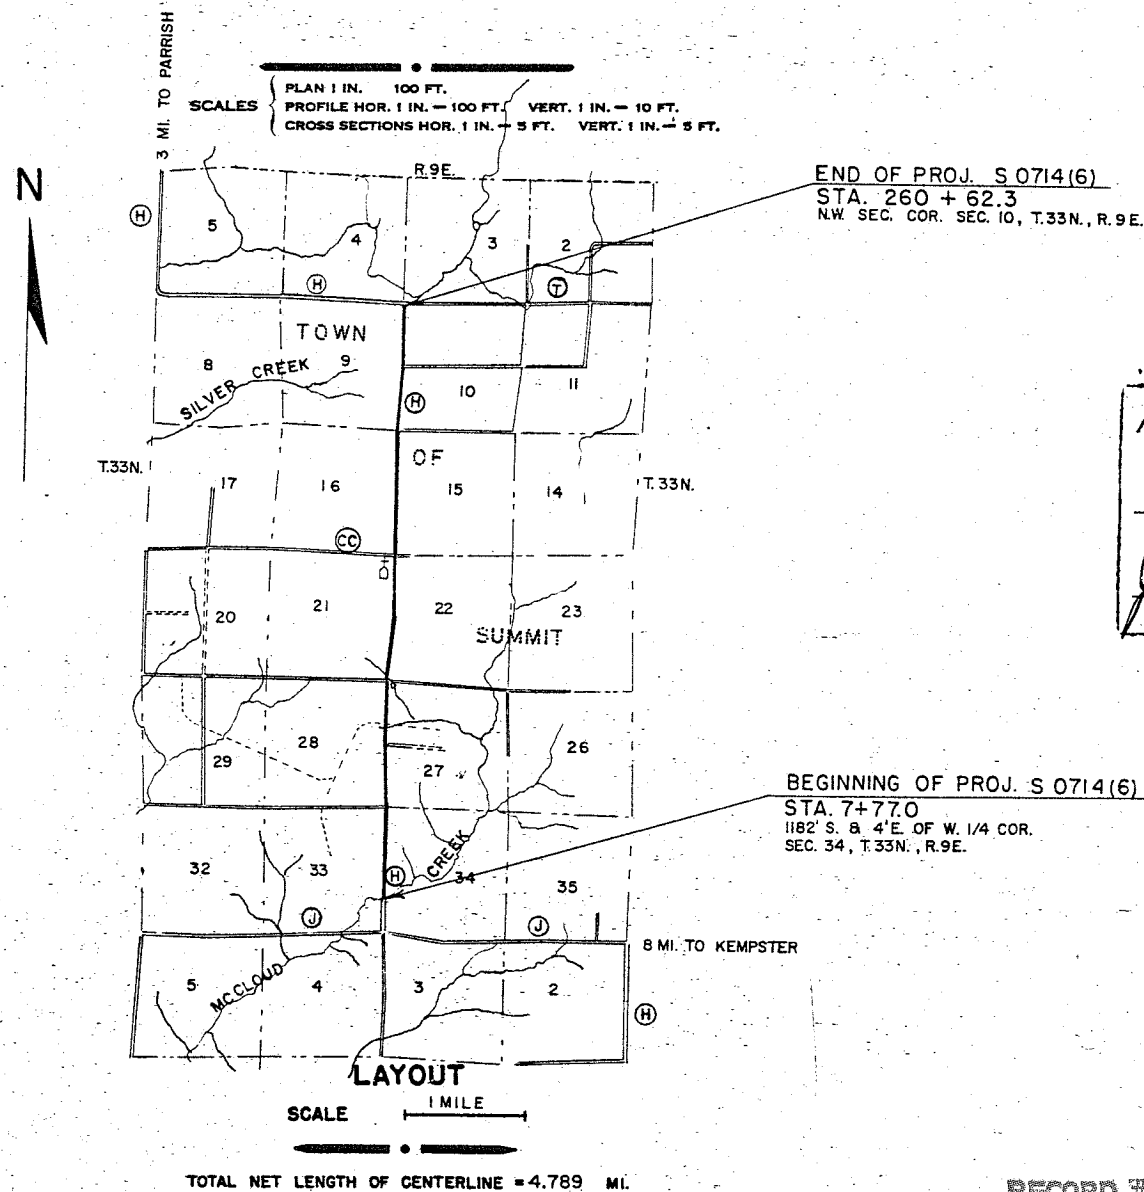 3 MI. TO PARRISH
SCALES
PLAN 1 IN. 100 FT.
PROFILE HOR. 1 IN. — 100 FT. VERT. 1 IN. — 10 FT.
CROSS SECTIONS HOR. 1 IN. — 5 FT. VERT. 1 IN. — 5 FT.
N
R.9E.
END OF PROJ. S 0714(6)
STA. 260 + 62.3
N.W. SEC. COR. SEC. 10, T.33N., R.9E.
H
5
4
3
2
H
T
TOWN
8
9
SILVER CREEK
10
11
H
OF
T.33N.
17
16
15
14
T.33N.
CC
20
21
22
23
SUMMIT
29
28
27
26
BEGINNING OF PROJ. S 0714(6)
STA. 7+77.0
1182' S. & 4' E. OF W. 1/4 COR.
SEC. 34, T.33N., R.9E.
32
33
H
CREEK
34
35
J
J
8 MI. TO KEMPSTER
5
MC.CLOUD
4
3
2
H
LAYOUT
SCALE
1 MILE
TOTAL NET LENGTH OF CENTERLINE = 4.789 MI.
RECORD